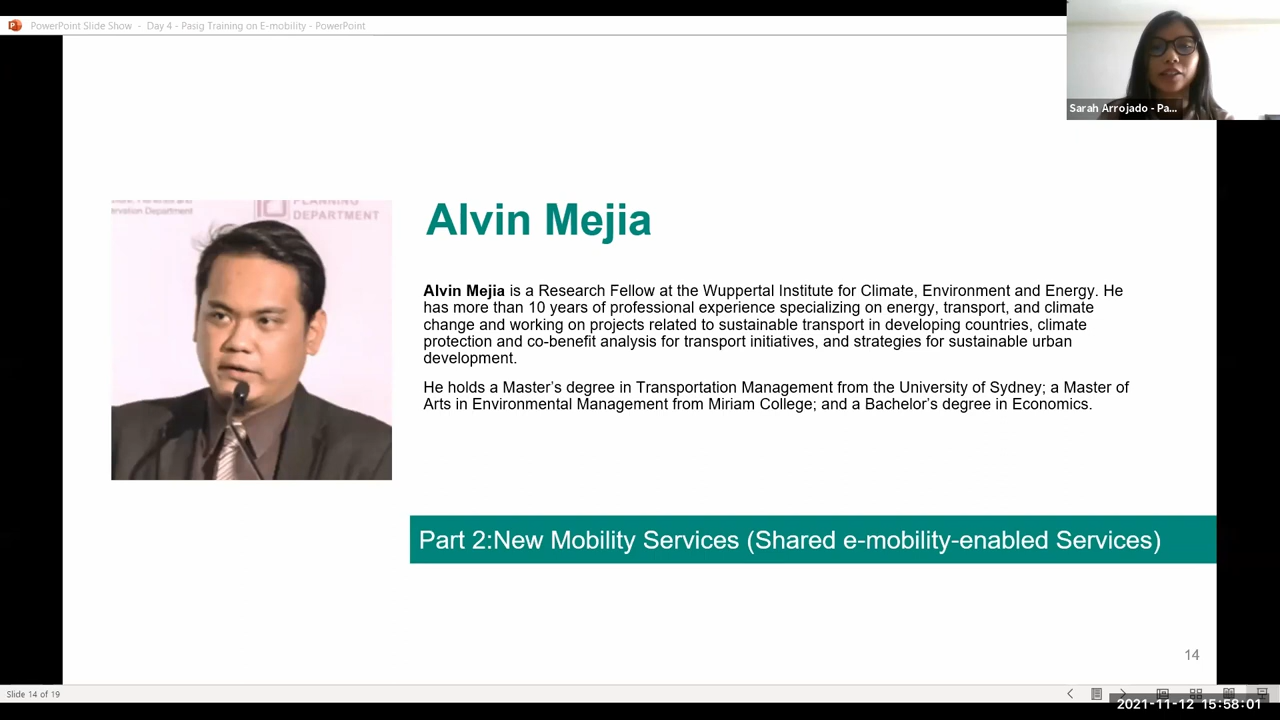 PowerPoint Slide Show - Day 4 - Pasig Training on E-mobility - PowerPoint
Sarah Arrojado - Pa...
PLANNING
ervation Department
DEPARTMENT
Alvin Mejia
Alvin Mejia is a Research Fellow at the Wuppertal Institute for Climate, Environment and Energy. He
has more than 10 years of professional experience specializing on energy, transport, and climate
change and working on projects related to sustainable transport in developing countries, climate
protection and co-benefit analysis for transport initiatives, and strategies for sustainable urban
development.
He holds a Master's degree in Transportation Management from the University of Sydney; a Master of
Arts in Environmental Management from Miriam College; and a Bachelor's degree in Economics.
Part 2:New Mobility Services (Shared e-mobility-enabled Services)
14
Slide 14 of 19
2021-11-12 15:58:01